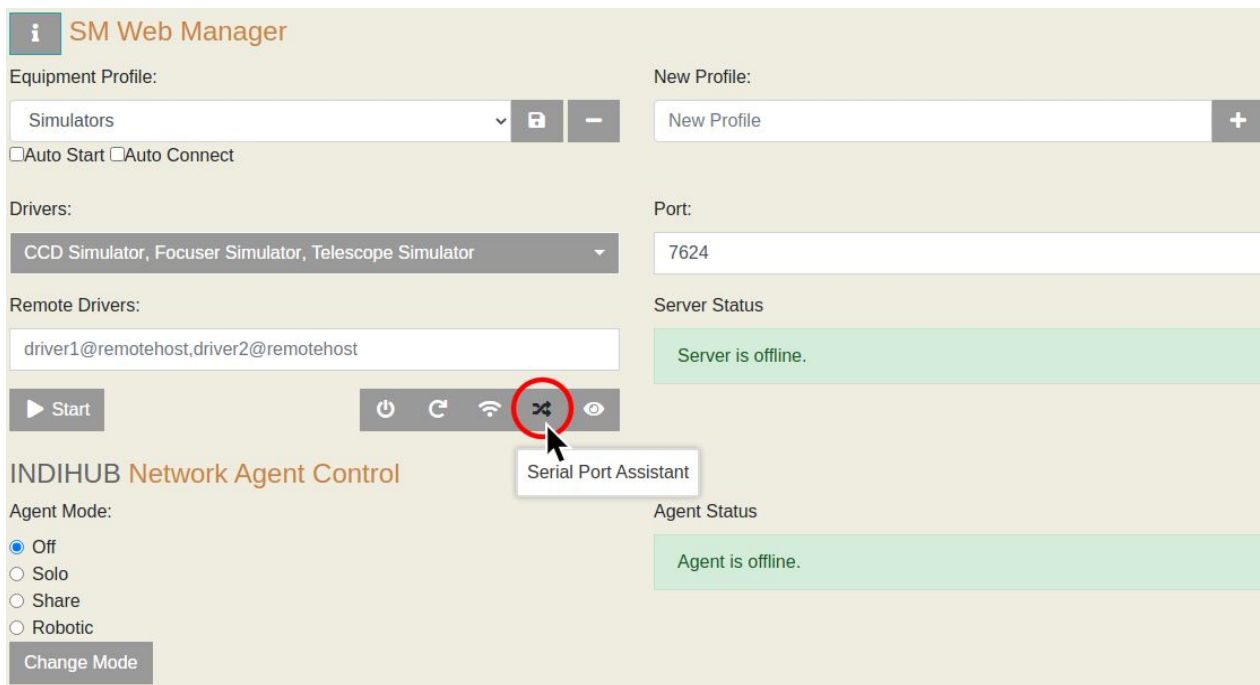 i SM Web Manager
Equipment Profile:
New Profile:
Simulators
New Profile
Auto Start Auto Connect
Drivers:
Port:
CCD Simulator, Focuser Simulator, Telescope Simulator
7624
Remote Drivers:
Server Status
driver1@remotehost,driver2@remotehost
Server is offline.
Start
Serial Port Assistant
INDIHUB Network Agent Control
Agent Mode:
Agent Status
Off
Agent is offline.
Solo
Share
Robotic
Change Mode